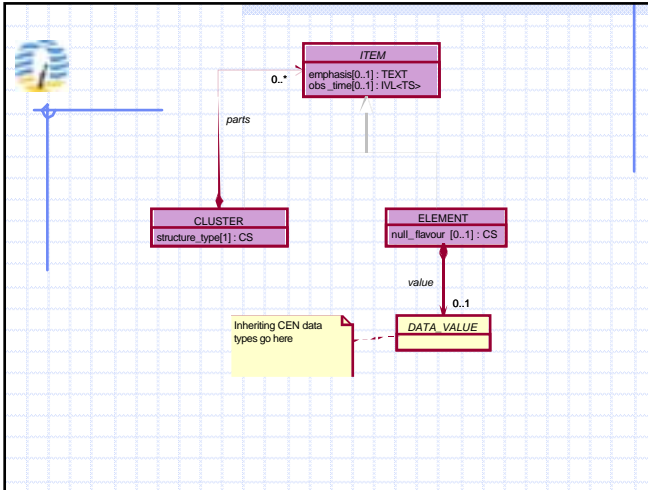 ITEM
emphasis[0..1] : TEXT
obs_time[0..1] : IVL<TS>
0..*
parts
CLUSTER
structure_type[1] : CS
ELEMENT
null_flavour [0..1] : CS
value
0..1
Inheriting CEN data
types go here
DATA_VALUE